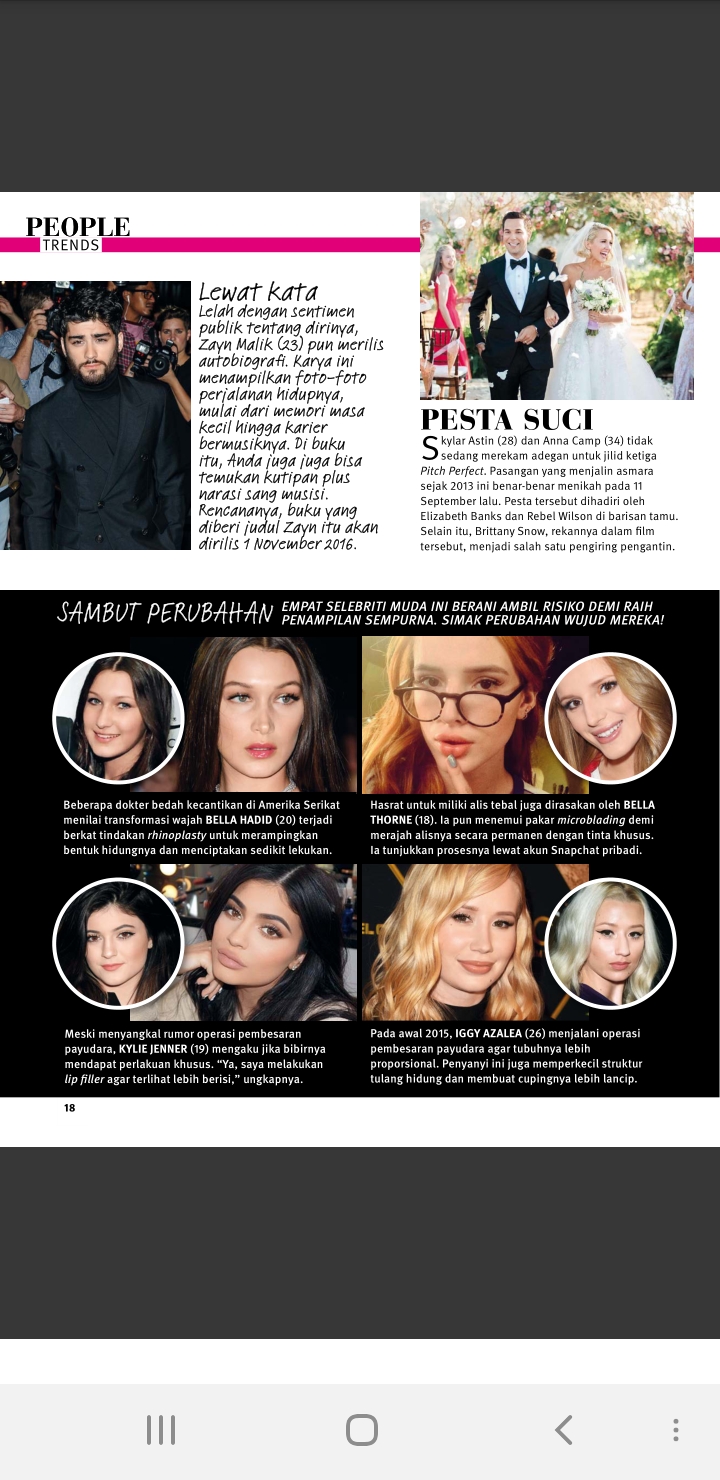 PEOPLE
TRENDS
Lewat kata
Lelah dengan sentimen
publik tentang dirinya,
Zayn Malik (23) pun merilis
autobiografi. Karya ini
menampilkan foto-foto
perjalanan hidupnya,
mulai dari memori masa
kecil hingga karier
bermusiknya. Di buku
itu, Anda juga juga bisa
temukan kutipan plus
narasi sang musisi.
Rencananya, buku yang
diberi judul Zayn itu akan
dirilis 1 November 2016.
PESTA SUCI
Skylar Astin (28) dan Anna Camp (34) tidak
sedang merekam adegan untuk jilid ketiga
Pitch Perfect. Pasangan yang menjalin asmara
sejak 2013 ini benar-benar menikah pada 11
September lalu. Pesta tersebut dihadiri oleh
Elizabeth Banks dan Rebel Wilson di barisan tamu.
Selain itu, Brittany Snow, rekannya dalam film
tersebut, menjadi salah satu pengiring pengantin.
SAMBUT PERUBAHAN
EMPAT SELEBRITI MUDA INI BERANI AMBIL RISIKO DEMI RAIH
PENAMPILAN SEMPURNA. SIMAK PERUBAHAN WUJUD MEREKA!
Beberapa dokter bedah kecantikan di Amerika Serikat
menilai transformasi wajah BELLA HADID (20) terjadi
berkat tindakan rhinoplasty untuk merampingkan
bentuk hidungnya dan menciptakan sedikit lekukan.
Hasrat untuk miliki alis tebal juga dirasakan oleh BELLA
THORNE (18). Ia pun menemui pakar microblading demi
merajah alisnya secara permanen dengan tinta khusus.
Ia tunjukkan prosesnya lewat akun Snapchat pribadi.
Meski menyangkal rumor operasi pembesaran
payudara, KYLIE JENNER (19) mengaku jika bibirnya
mendapat perlakuan khusus. “Ya, saya melakukan
lip filler agar terlihat lebih berisi,” ungkapnya.
Pada awal 2015, IGGY AZALEA (26) menjalani operasi
pembesaran payudara agar tubuhnya lebih
proporsional. Penyanyi ini juga memperkecil struktur
tulang hidung dan membuat cupingnya lebih lancip.
18